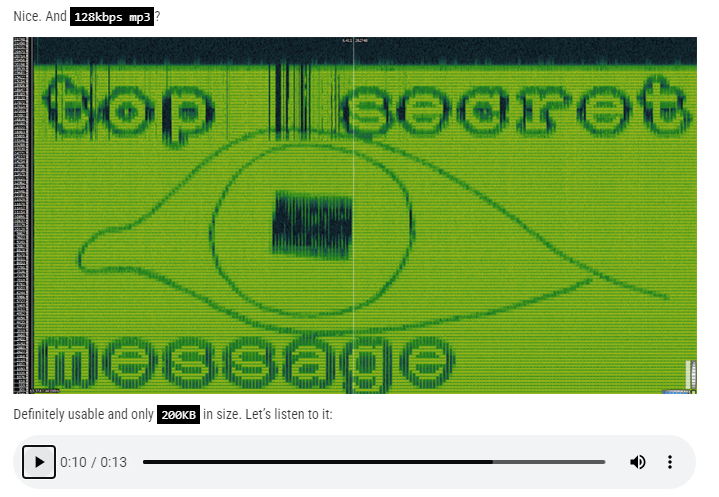 Nice. And 128kbps mp3?
top secret
message
Definitely usable and only 200KB in size. Let's listen to it:
0:10 / 0:13